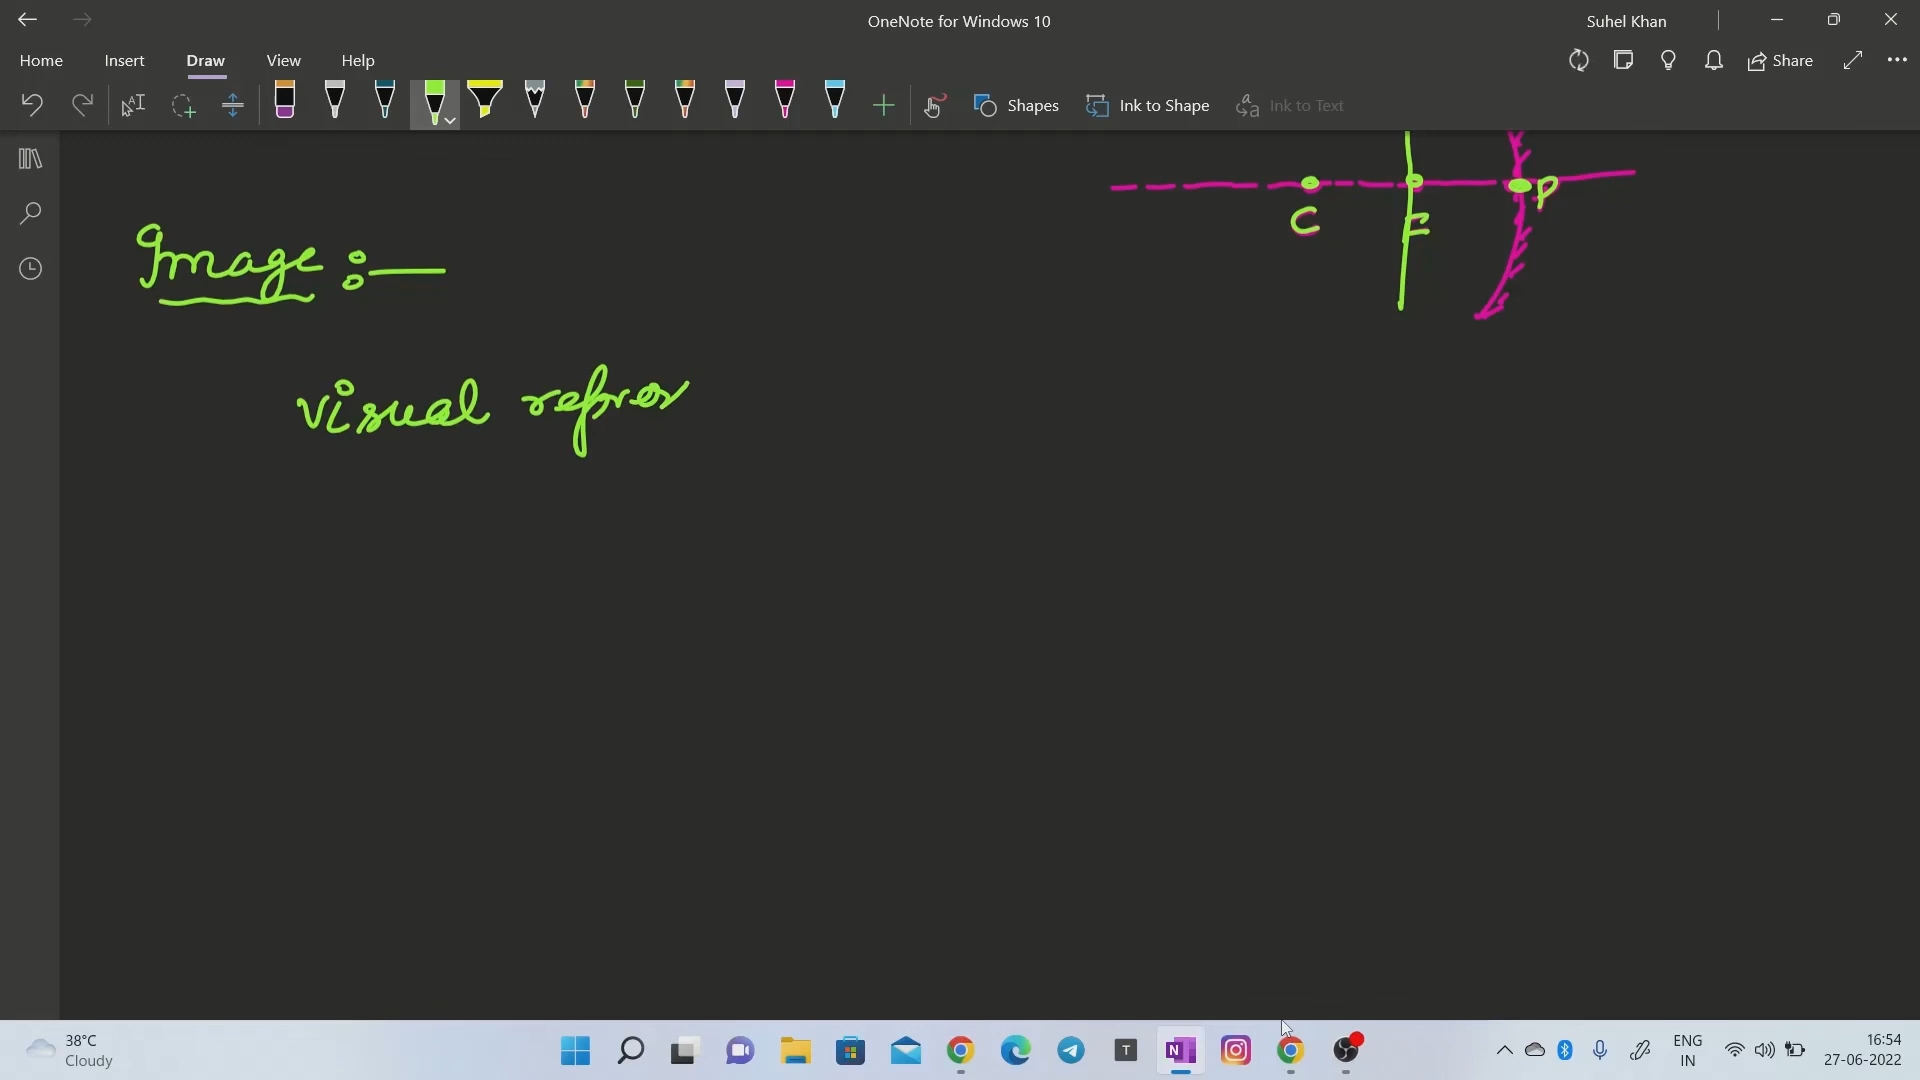 OneNote for Windows 10
Suhel Khan
Home Insert Draw View Help
Share
Shapes
Ink to Shape
Ink to Text
P
C
F
Image :—
visual
38°C
Cloudy
ENG
IN
16:54
27-06-2022